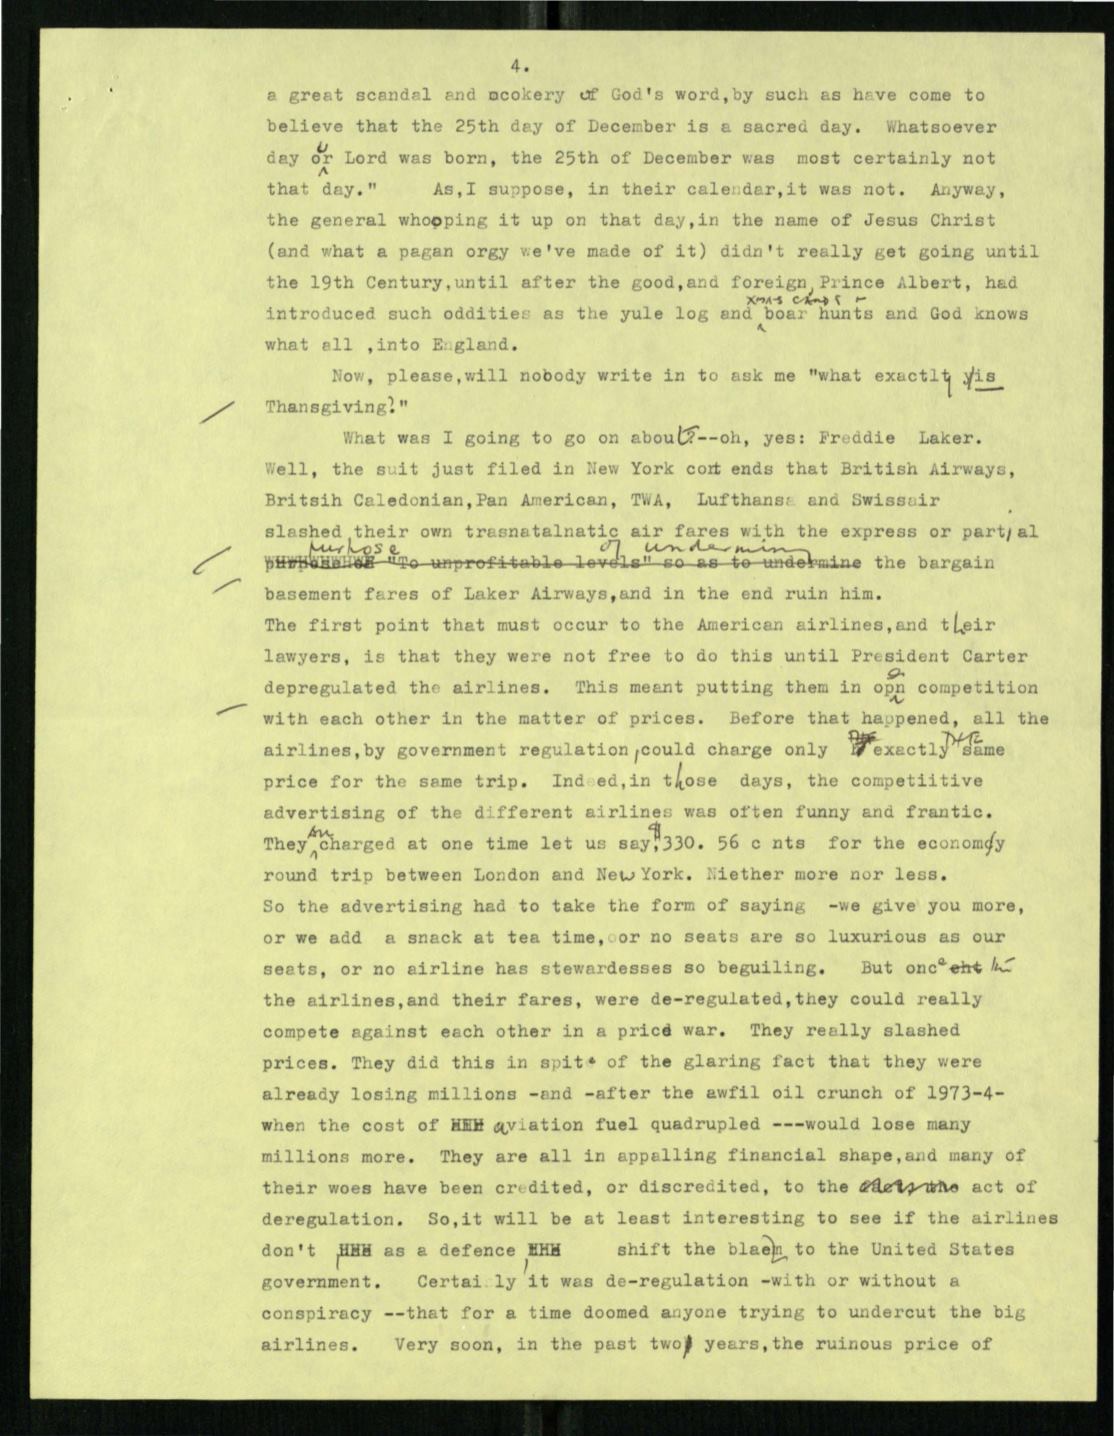 4.
a great scandal and mcokery of God's word,by such as have come to
believe that the 25th day of December is a sacred day. Whatsoever
u
day or Lord was born, the 25th of December was most certainly not
that day." As,I suppose, in their calendar,it was not. Anyway,
the general whooping it up on that day,in the name of Jesus Christ
(and what a pagan orgy we've made of it) didn't really get going until
the 19th Century,until after the good,and foreign,Prince Albert, had
xmas cards
introduced such oddities as the yule log and boar hunts and God knows
what all ,into England.
Now, please,will nobody write in to ask me "what exactlty is
Thansgiving?"
What was I going to go on about?--oh, yes: Freddie Laker.
Well, the suit just filed in New York cont ends that British Airways,
Britsih Caledonian,Pan American, TWA, Lufthansa and Swissair
slashed their own trasnatalnatic air fares with the express or partial
purpose of undermining
purpose of "To unprofitable levels" so as to undermine the bargain
basement fares of Laker Airways,and in the end ruin him.
The first point that must occur to the American airlines,and their
lawyers, is that they were not free to do this until President Carter
depregulated the airlines. This meant putting them in opn competition
e
with each other in the matter of prices. Before that happened, all the
airlines,by government regulation,could charge only exactly THE same
price for the same trip. Indeed,in those days, the competiitive
advertising of the different airlines was often funny and frantic.
They all charged at one time let us say,$330. 56 c nts for the economy
round trip between London and New York. Niether more nor less.
So the advertising had to take the form of saying -we give you more,
or we add a snack at tea time, or no seats are so luxurious as our
seats, or no airline has stewardesses so beguiling. But once eht
the airlines,and their fares, were de-regulated,they could really
compete against each other in a price war. They really slashed
prices. They did this in spite of the glaring fact that they were
already losing millions -and -after the awfil oil crunch of 1973-4-
when the cost of aviation fuel quadrupled ---would lose many
millions more. They are all in appalling financial shape,and many of
their woes have been credited, or discredited, to the act of
deregulation. So,it will be at least interesting to see if the airlines
don't , as a defence , shift the blaem to the United States
government. Certai ly it was de-regulation -with or without a
conspiracy --that for a time doomed anyone trying to undercut the big
airlines. Very soon, in the past two years,the ruinous price of